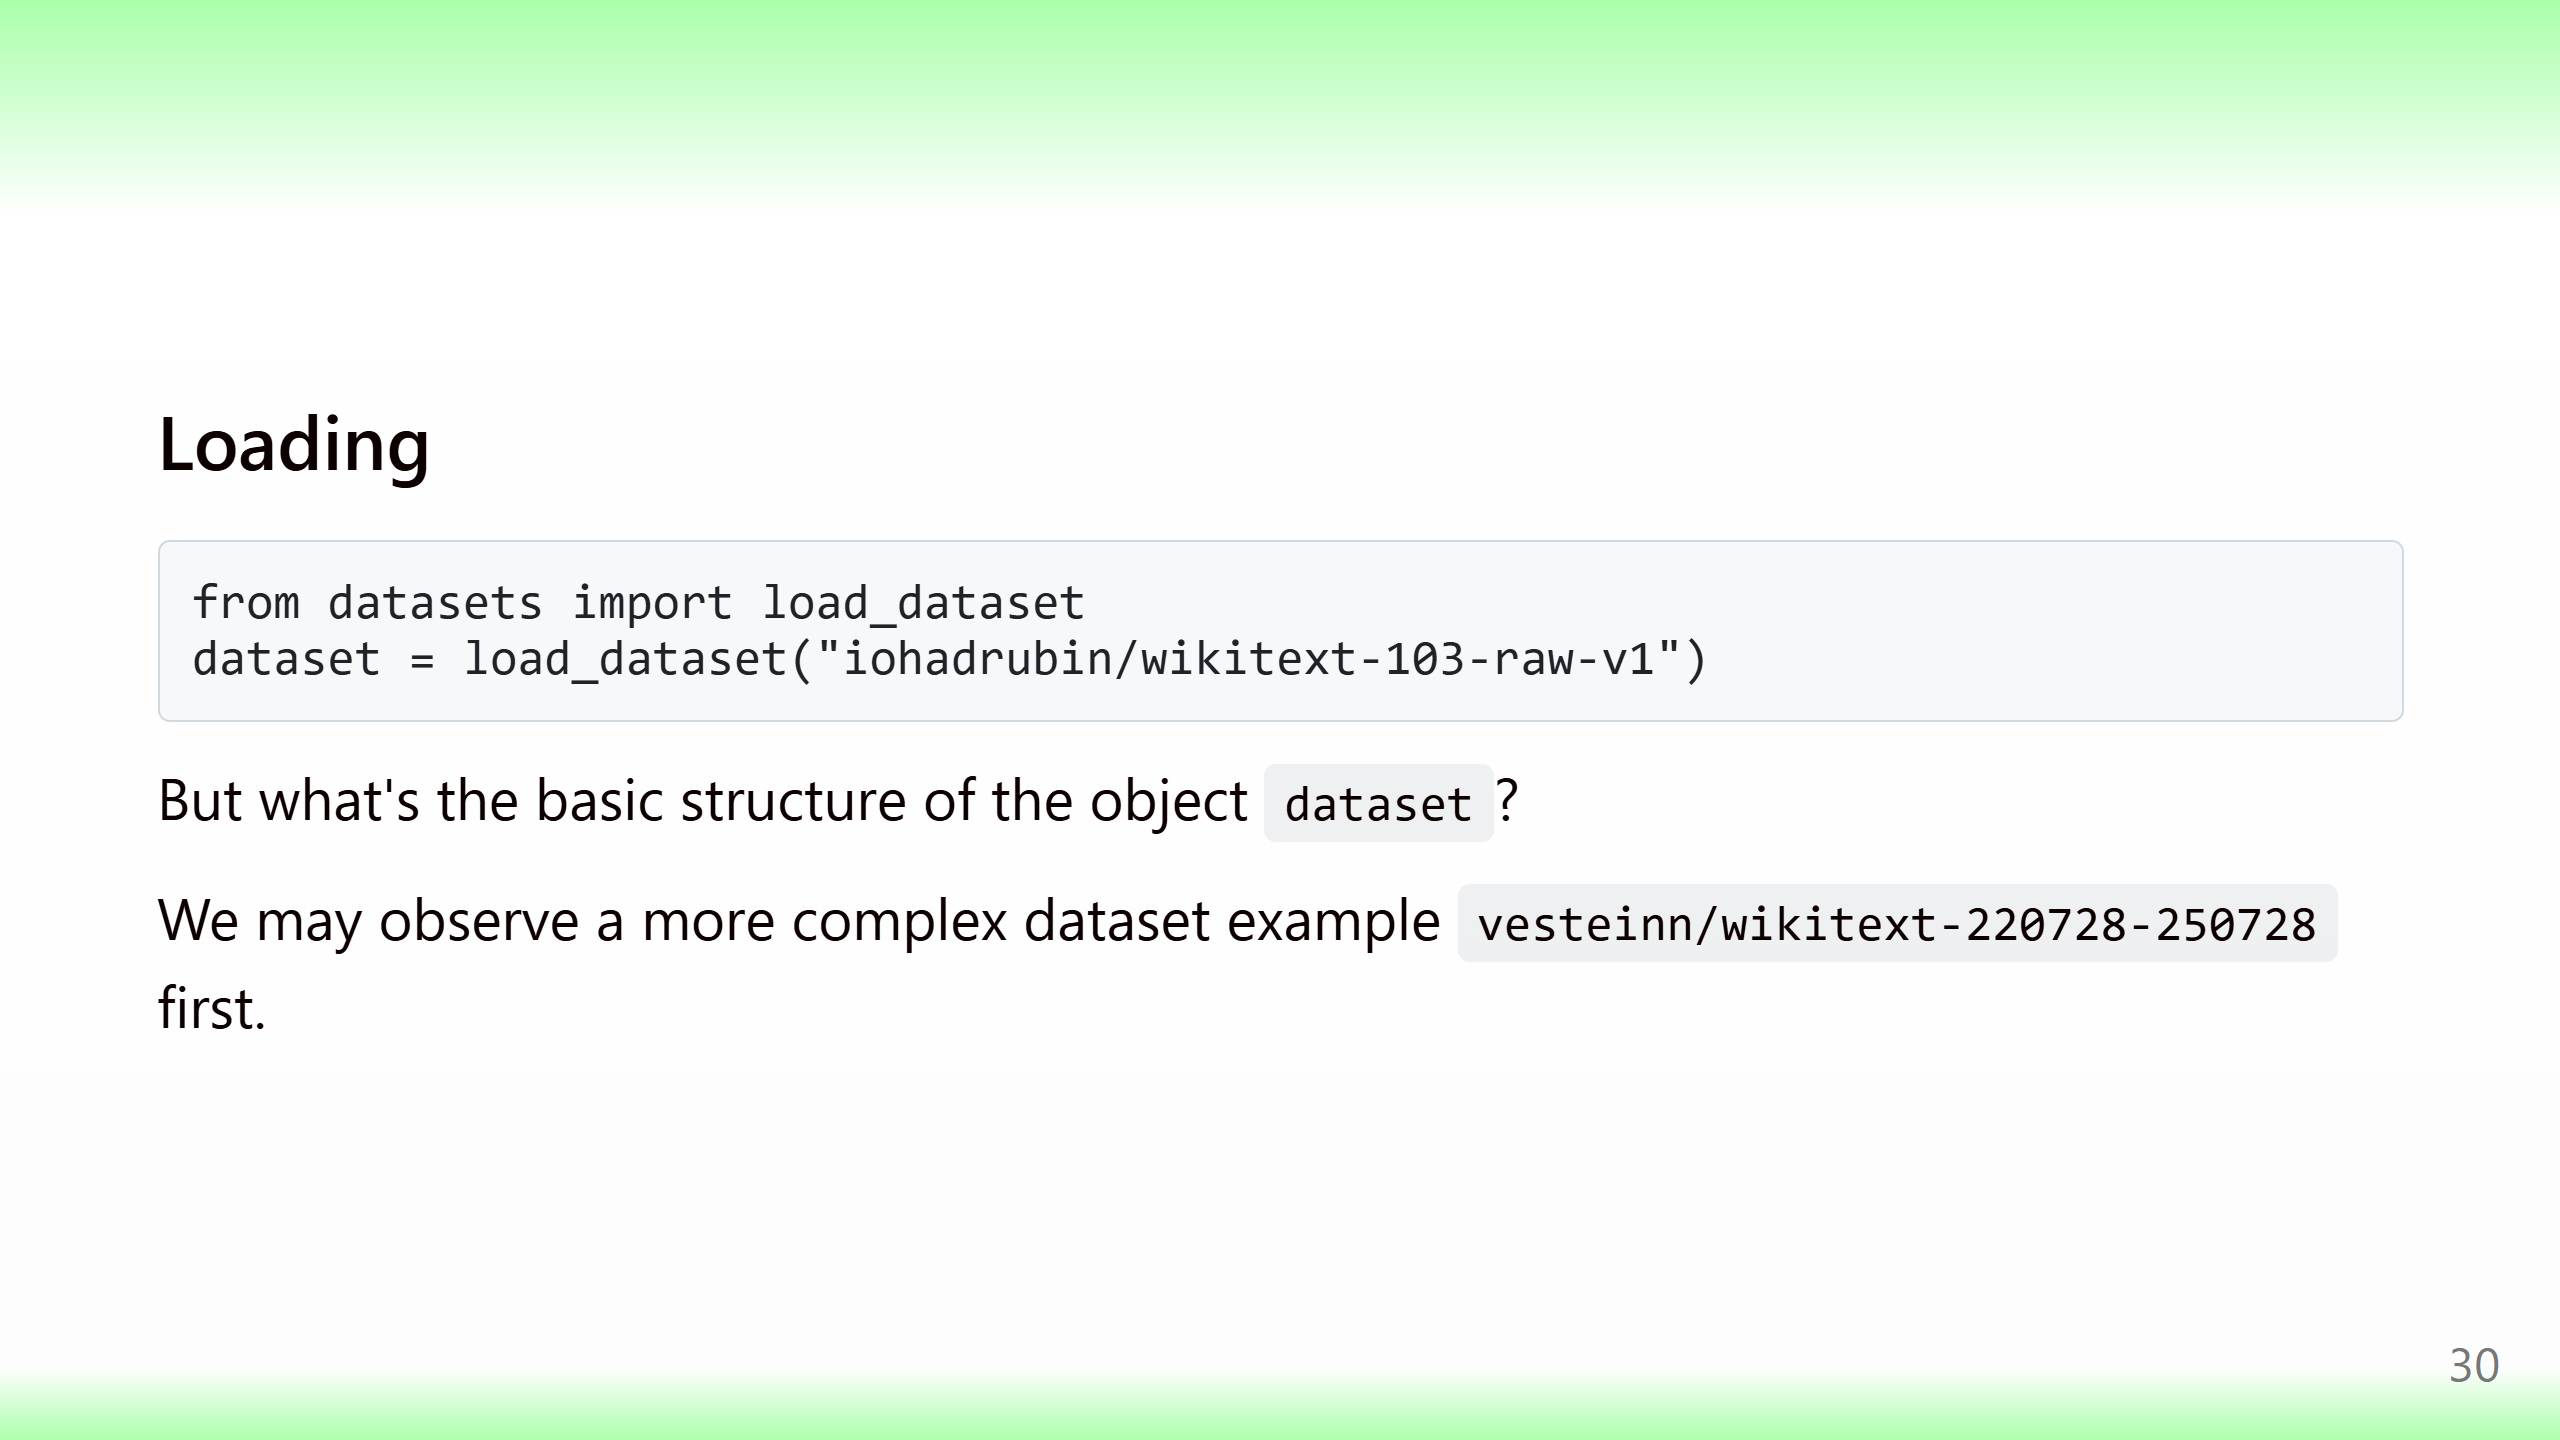 Loading
from datasets import load_dataset
dataset = load_dataset("iohadrubin/wikitext-103-raw-v1")
But what's the basic structure of the object dataset?
We may observe a more complex dataset example vesteinn/wikitext-220728-250728
first.
30